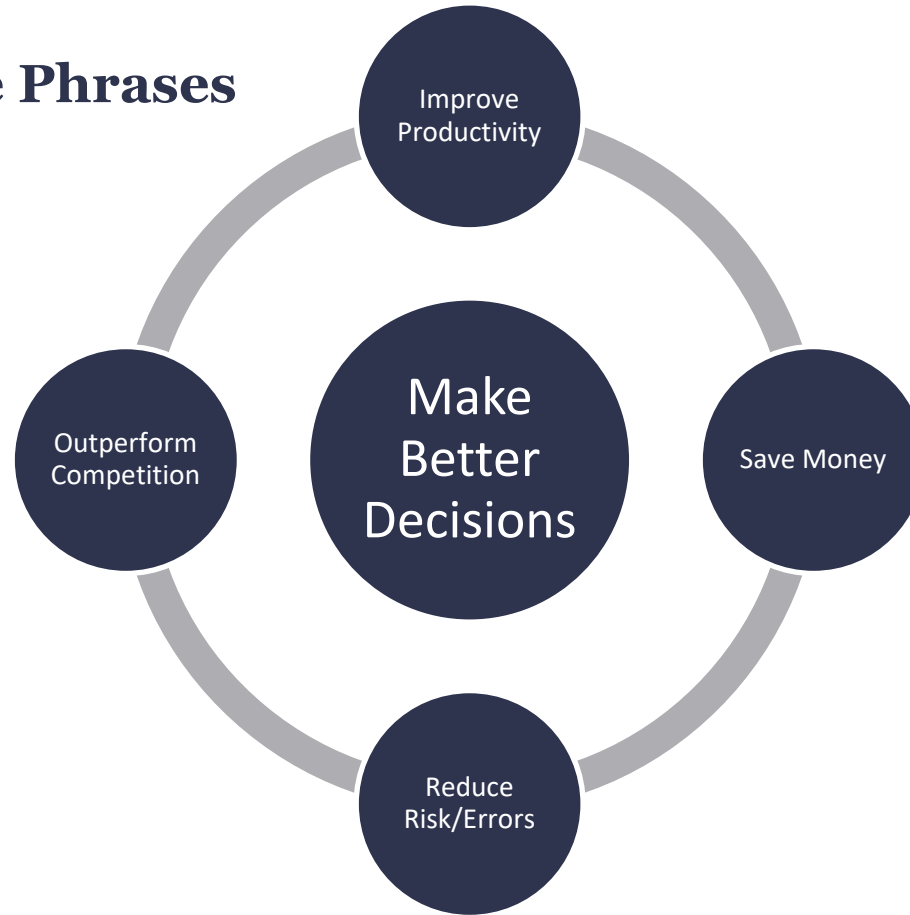 Phrases
Improve
Productivity
Outperform
Competition
Make
Better
Decisions
Save Money
Reduce
Risk/Errors